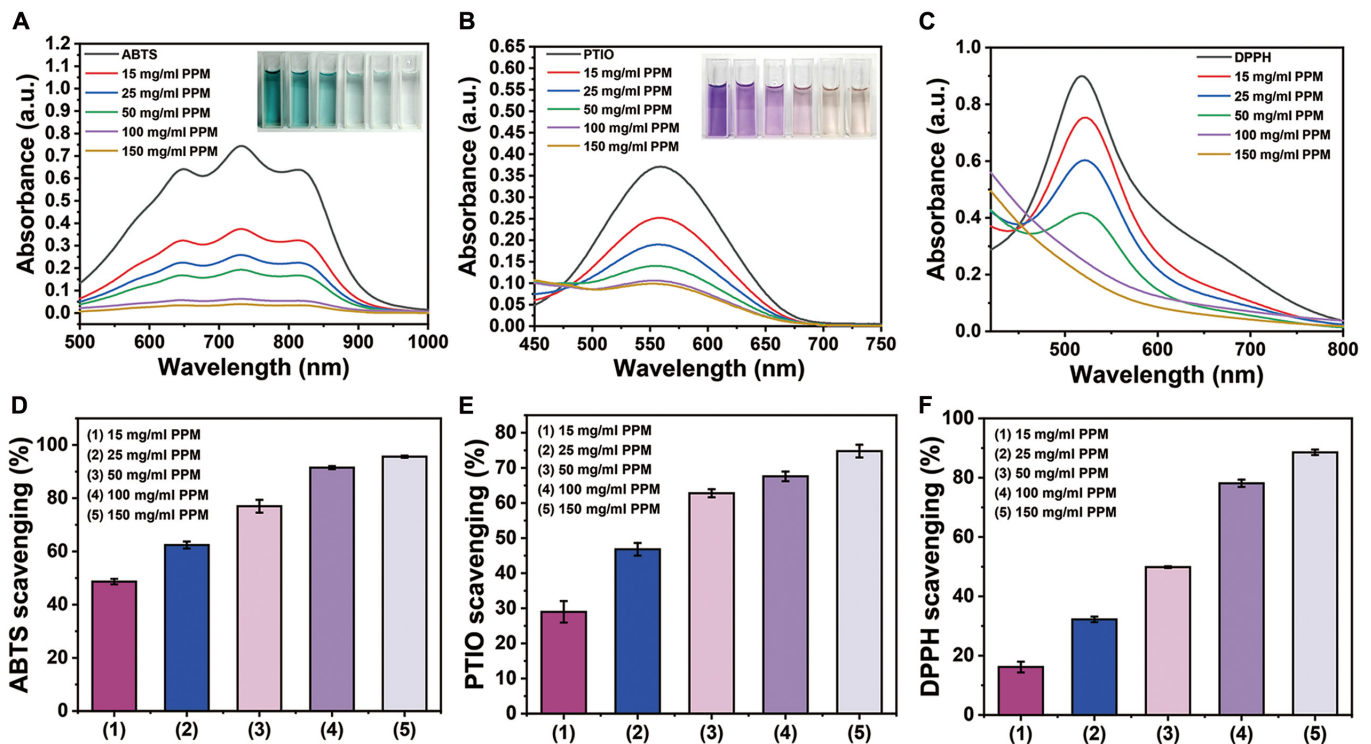 A
Absorbance (a.u.)
1.2
1.1
1.0
0.9
0.8
0.7
0.6
0.5
0.4
0.3
0.2
0.1
0.0
ABTS
15 mg/ml PPM
25 mg/ml PPM
50 mg/ml PPM
100 mg/ml PPM
150 mg/ml PPM
500 600 700 800 900 1000
Wavelength (nm)
B
Absorbance (a.u.)
0.65
0.60
0.55
0.50
0.45
0.40
0.35
0.30
0.25
0.20
0.15
0.10
0.05
0.00
PTIO
15 mg/ml PPM
25 mg/ml PPM
50 mg/ml PPM
100 mg/ml PPM
150 mg/ml PPM
450 500 550 600 650 700 750
Wavelength (nm)
C
Absorbance (a.u.)
1.0
0.8
0.6
0.4
0.2
0.0
DPPH
15 mg/ml PPM
25 mg/ml PPM
50 mg/ml PPM
100 mg/ml PPM
150 mg/ml PPM
500 600 700 800
Wavelength (nm)
D
ABTS scavenging (%)
100
80
60
40
20
0
(1) 15 mg/ml PPM
(2) 25 mg/ml PPM
(3) 50 mg/ml PPM
(4) 100 mg/ml PPM
(5) 150 mg/ml PPM
(1) (2) (3) (4) (5)
E
PTIO scavenging (%)
80
70
60
50
40
30
20
10
0
(1) 15 mg/ml PPM
(2) 25 mg/ml PPM
(3) 50 mg/ml PPM
(4) 100 mg/ml PPM
(5) 150 mg/ml PPM
(1) (2) (3) (4) (5)
F
DPPH scavenging (%)
100
80
60
40
20
0
(1) 15 mg/ml PPM
(2) 25 mg/ml PPM
(3) 50 mg/ml PPM
(4) 100 mg/ml PPM
(5) 150 mg/ml PPM
(1) (2) (3) (4) (5)